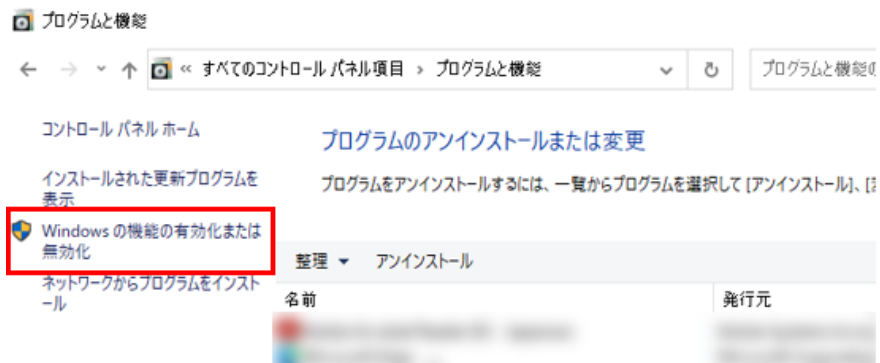 プログラムと機能
« すべてのコントロール パネル項目 › プログラムと機能
プログラムと機能の
コントロール パネル ホーム
プログラムのアンインストールまたは変更
インストールされた更新プログラムを
表示
プログラムをアンインストールするには、一覧からプログラムを選択して [アンインストール]、
Windows の機能の有効化または
無効化
整理 アンインストール
ネットワークからプログラムをインスト
ール
名前 発行元